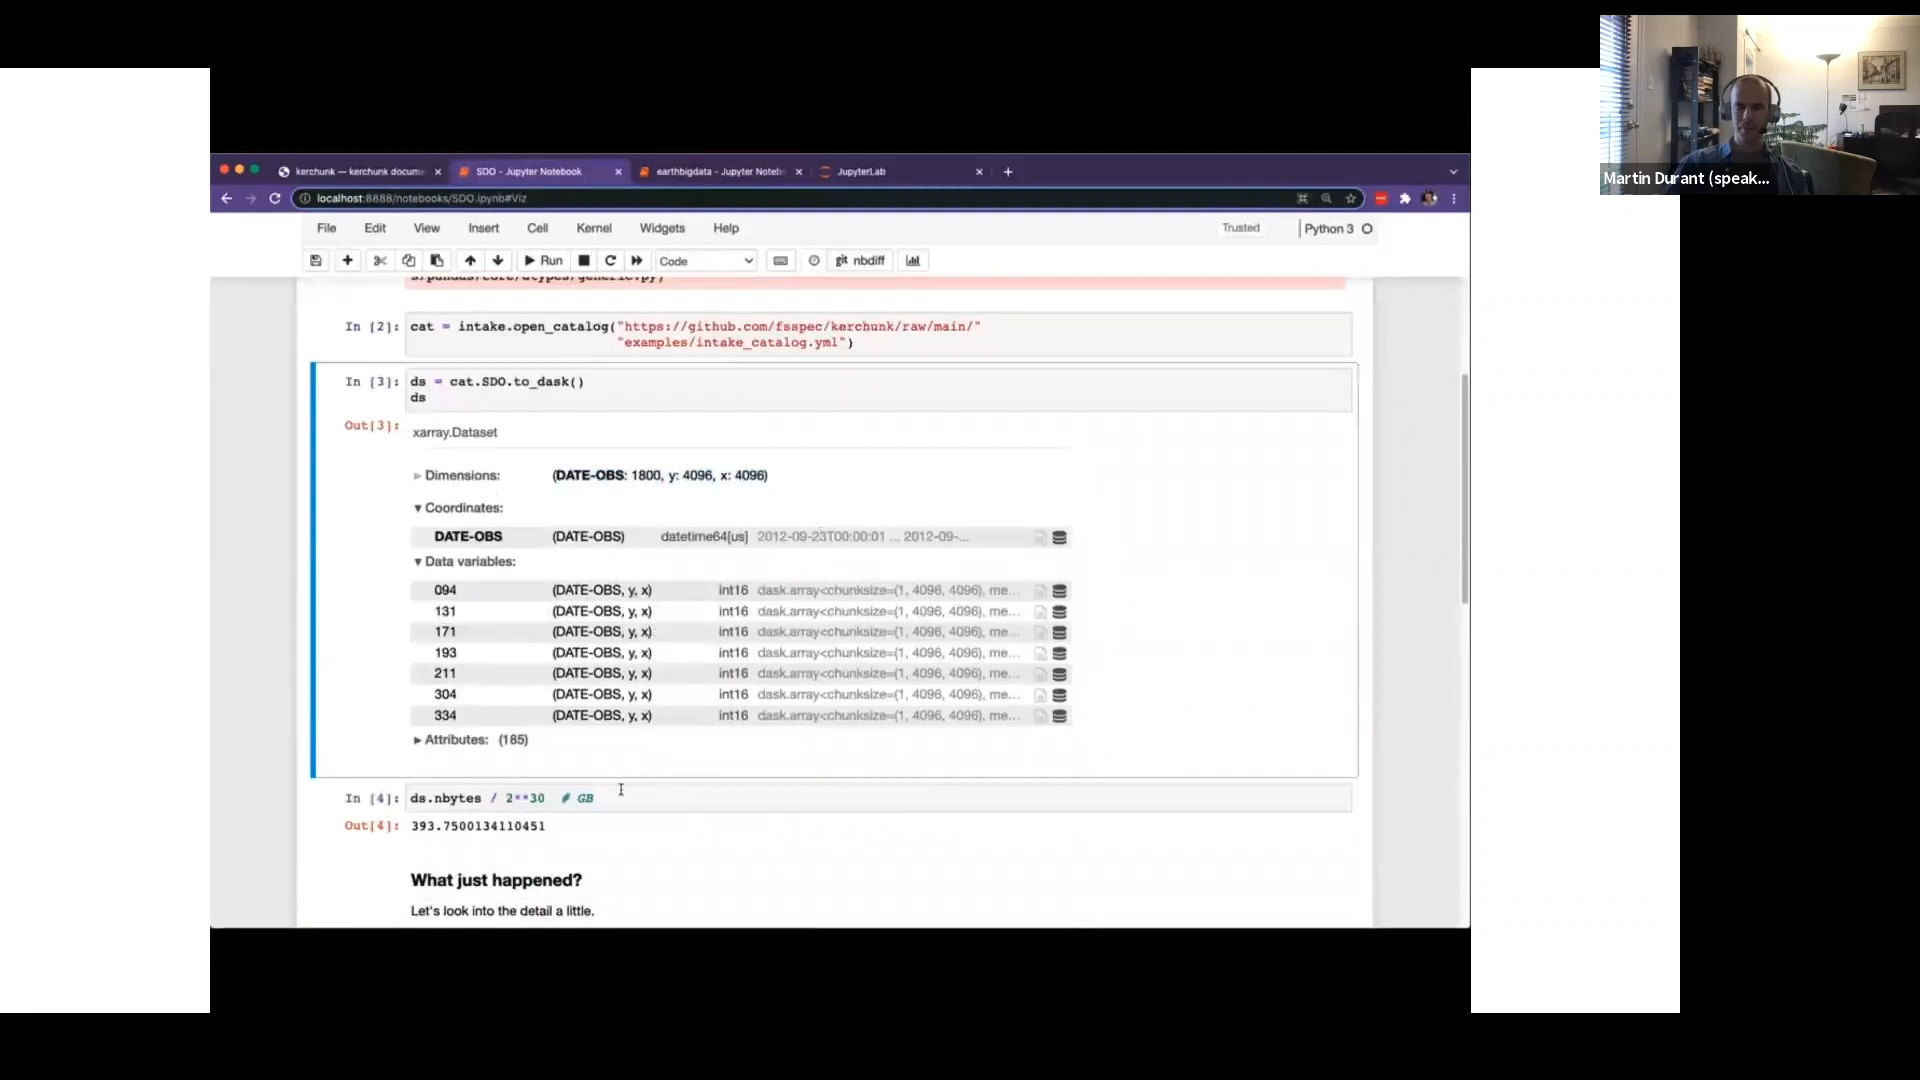 kerchunk — kerchunk docum
SDO - Jupyter Notebook
earthbigdata - Jupyter Noteb
JupyterLab
localhost:8888/notebooks/SDO.ipynb#Viz
File Edit View Insert Cell Kernel Widgets Help
Trusted
Python 3
Run
Code
git nbdiff
s/pandas/core/dtypes/generic.py)
In [2]: cat = intake.open_catalog("https://github.com/fsspec/kerchunk/raw/main/"
"examples/intake_catalog.yml")
In [3]: ds = cat.SDO.to_dask()
ds
Out[3]: xarray.Dataset
Dimensions: (DATE-OBS: 1800, y: 4096, x: 4096)
Coordinates:
DATE-OBS (DATE-OBS) datetime64[us] 2012-09-23T00:00:01 ... 2012-09-...
Data variables:
094 (DATE-OBS, y, x) int16 dask.array<chunksize=(1, 4096, 4096), me...
131 (DATE-OBS, y, x) int16 dask.array<chunksize=(1, 4096, 4096), me...
171 (DATE-OBS, y, x) int16 dask.array<chunksize=(1, 4096, 4096), me...
193 (DATE-OBS, y, x) int16 dask.array<chunksize=(1, 4096, 4096), me...
211 (DATE-OBS, y, x) int16 dask.array<chunksize=(1, 4096, 4096), me...
304 (DATE-OBS, y, x) int16 dask.array<chunksize=(1, 4096, 4096), me...
334 (DATE-OBS, y, x) int16 dask.array<chunksize=(1, 4096, 4096), me...
Attributes: (185)
In [4]: ds.nbytes / 2**30 # GB
Out[4]: 393.7500134110451
What just happened?
Let's look into the detail a little.
Martin Durant (speak...